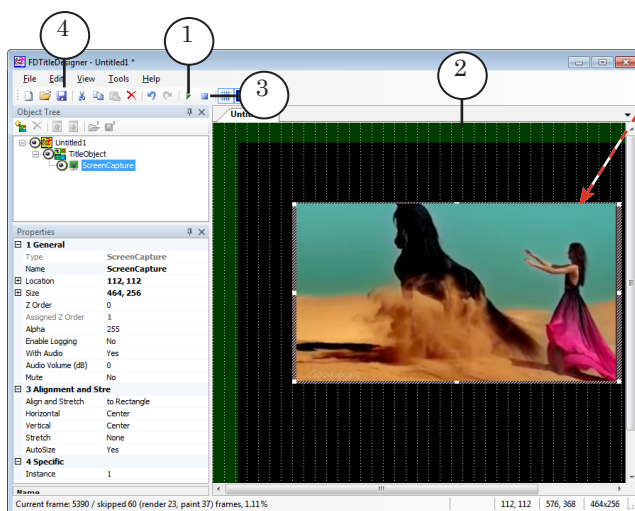 4
1
3
2
FDTitleDesigner - Untitled1 *
File Edit View Tools Help
Object Tree
Untitled1
TitleObject
ScreenCapture
Properties
1 General
Type ScreenCapture
Name ScreenCapture
Location 112, 112
Size 464, 256
Z Order 0
Assigned Z Order 1
Alpha 255
Enable Logging No
With Audio Yes
Audio Volume (dB) 0
Mute No
3 Alignment and Stre
Align and Stretch to Rectangle
Horizontal Center
Vertical Center
Stretch None
AutoSize Yes
4 Specific
Instance 1
Name
Current frame: 5390 / skipped 60 (render 23, paint 37) frames, 1.11%
112, 112 576, 368 464x256